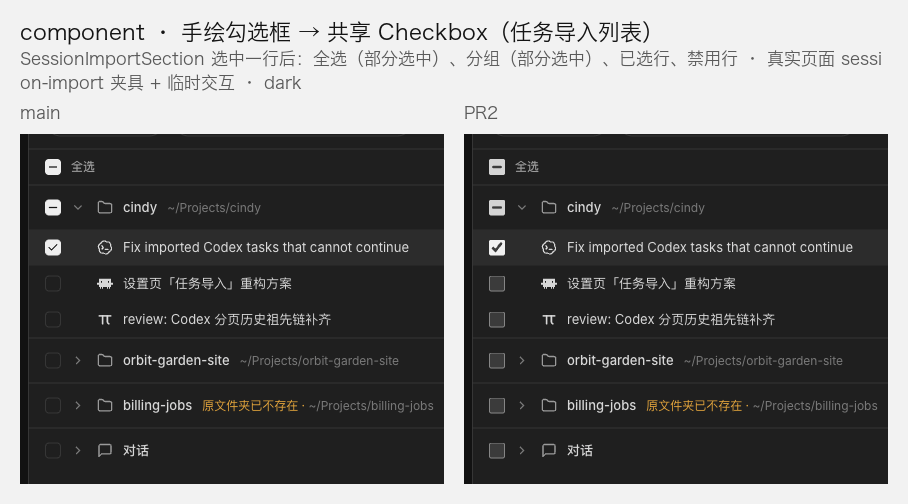 component · 手绘勾选框 → 共享 Checkbox（任务导入列表）
SessionImportSection 选中一行后：全选（部分选中）、分组（部分选中）、已选行、禁用行 · 真实页面 sessi
on-import 夹具 + 临时交互 · dark
main
全选
cindy ~/Projects/cindy
Fix imported Codex tasks that cannot continue
设置页「任务导入」重构方案
review: Codex 分页历史祖先链补齐
orbit-garden-site ~/Projects/orbit-garden-site
billing-jobs 原文件夹已不存在 · ~/Projects/billing-jobs
对话
PR2
全选
cindy ~/Projects/cindy
Fix imported Codex tasks that cannot continue
设置页「任务导入」重构方案
review: Codex 分页历史祖先链补齐
orbit-garden-site ~/Projects/orbit-garden-site
billing-jobs 原文件夹已不存在 · ~/Projects/billing-jobs
对话